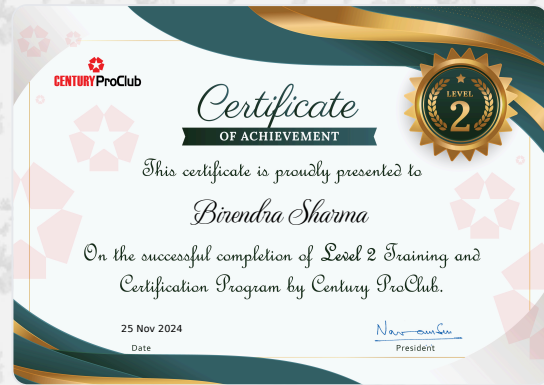 CENTURY ProClub
Certificate
OF ACHIEVEMENT
LEVEL
2
This certificate is proudly presented to
Birendra Sharma
On the successful completion of Level 2 Training and
Certification Program by Century ProClub.
25 Nov 2024
Date
President